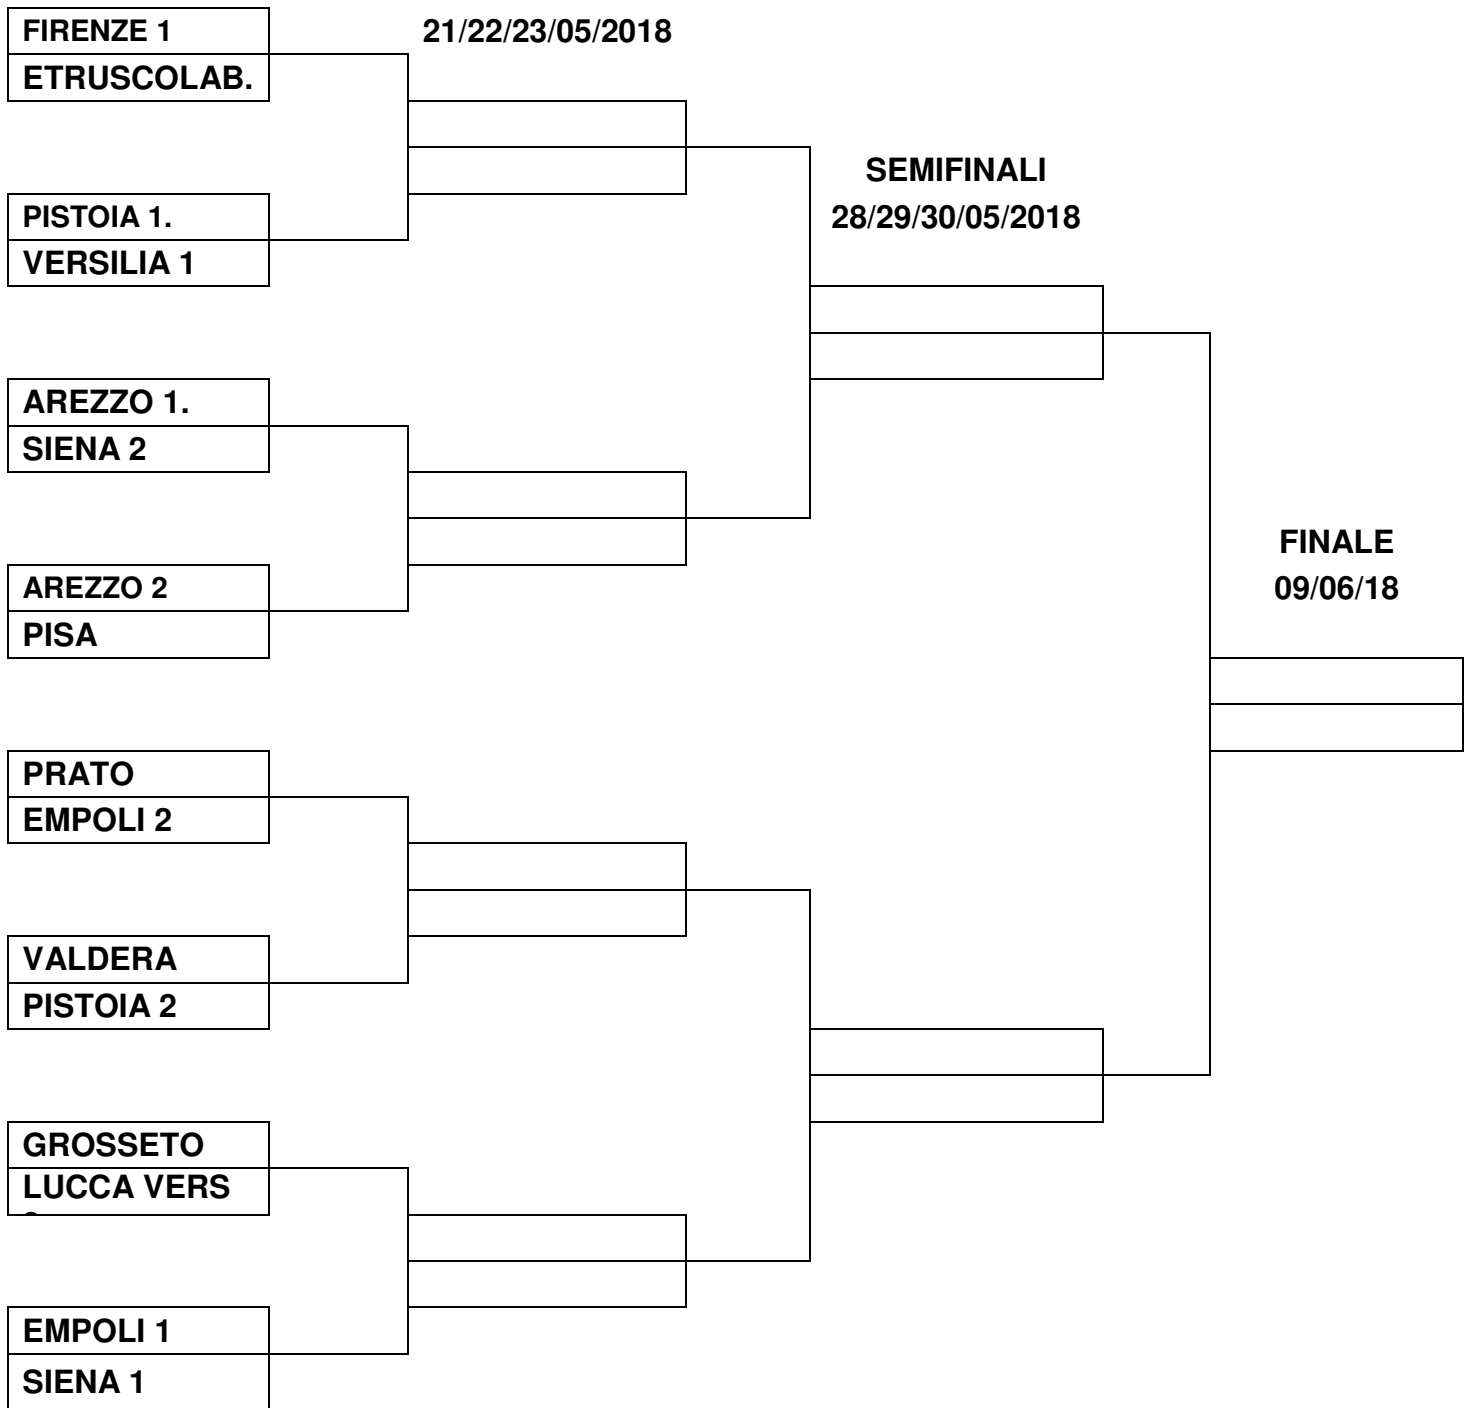 FIRENZE 1
21/22/23/05/2018
ETRUSCOLAB.
SEMIFINALI
PISTOIA 1.
28/29/30/05/2018
VERSILIA 1
AREZZO 1.
SIENA 2
FINALE
AREZZO 2
09/06/18
PISA
PRATO
EMPOLI 2
VALDERA
PISTOIA 2
GROSSETO
LUCCA VERS
EMPOLI 1
SIENA 1